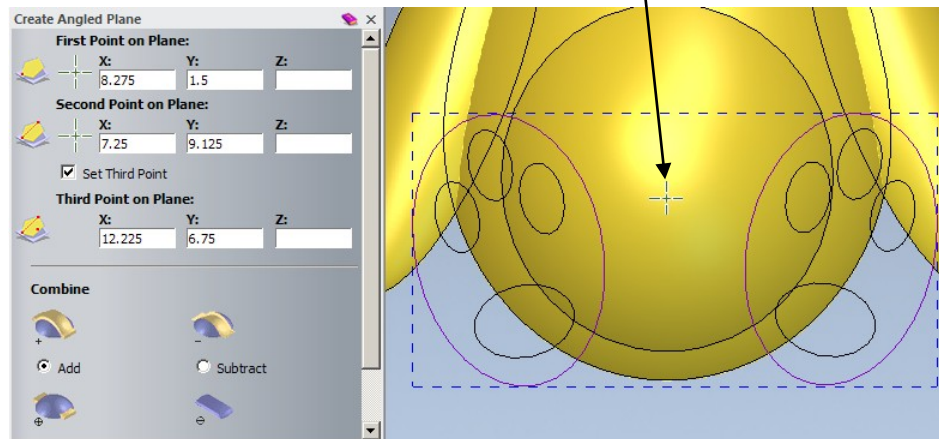 Create Angled Plane
First Point on Plane:
X: Y: Z:
8.275 1.5
Second Point on Plane:
X: Y: Z:
7.25 9.125
Set Third Point
Third Point on Plane:
X: Y: Z:
12.225 6.75
Combine
Add Subtract